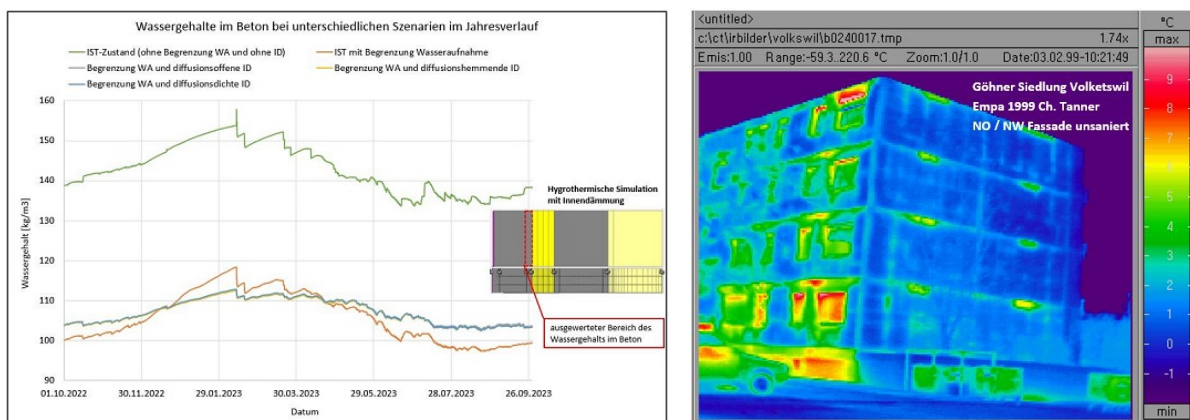 Wassergehalte im Beton bei unterschiedlichen Szenarien im Jahresverlauf
IST-Zustand (ohne Begrenzung WA und ohne ID)
IST mit Begrenzung Wasseraufnahme
Begrenzung WA und diffusionsoffene ID
Begrenzung WA und diffusionshemmende ID
Begrenzung WA und diffusionsdichte ID
160
150
140
130
120
110
100
90
Wassergehalt [kg/m3]
01.10.2022
30.11.2022
29.01.2023
30.03.2023
29.05.2023
28.07.2023
26.09.2023
Datum
Hygrothermische Simulation
mit Innendämmung
ausgewerteter Bereich des
Wassergehalts im Beton
<untitled>
c:\ct\irbilder\volkswil\b0240017.tmp
1.74x
Emis:1.00 Range:-59.3..220.6 °C Zoom:1.0/1.0 Date:03.02.99-10:21:49
Göhner Siedlung Volketswil
Empa 1999 Ch. Tanner
NO / NW Fassade unsaniert
°C
max
9
8
7
6
5
4
3
2
1
0
-1
min